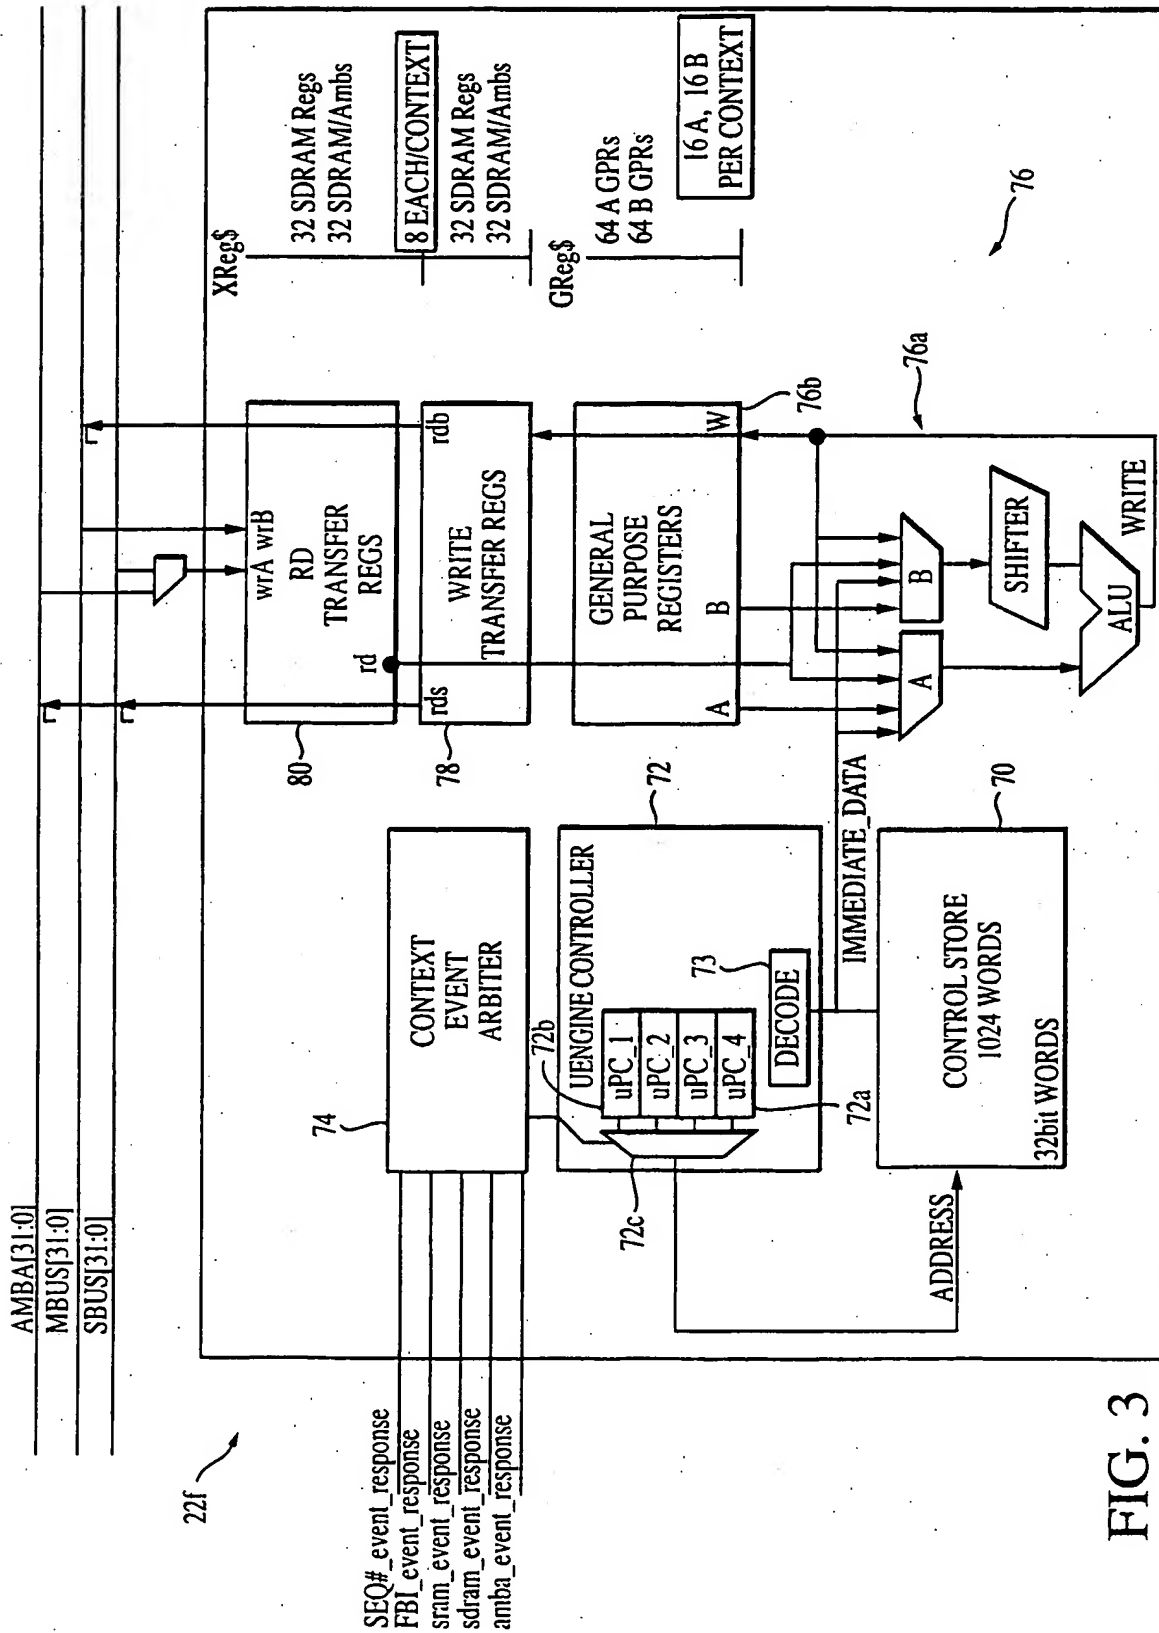 AMBA[31:0]
MBUS[31:0]
SBUS[31:0]
22f
SEQ#_event_response
FBI_event_response
sram_event_response
sdram_event_response
amba_event_response
74
CONTEXT
EVENT
ARBITER
72
UENGINE CONTROLLER
72b
uPC_1
uPC_2
uPC_3
uPC_4
72a
72c
73
DECODE
IMMEDIATE_DATA
ADDRESS
70
CONTROL STORE
1024 WORDS
32bit WORDS
80
wrA wrB
RD
TRANSFER
REGS
rd
78
rds
WRITE
TRANSFER REGS
rdb
GENERAL
PURPOSE
REGISTERS
A
B
W
76b
76a
A
B
SHIFTER
ALU
WRITE
76
XReg$
32 SDRAM Regs
32 SDRAM/Ambs
8 EACH/CONTEXT
32 SDRAM Regs
32 SDRAM/Ambs
GReg$
64 A GPRs
64 B GPRs
16 A, 16 B
PER CONTEXT
FIG. 3